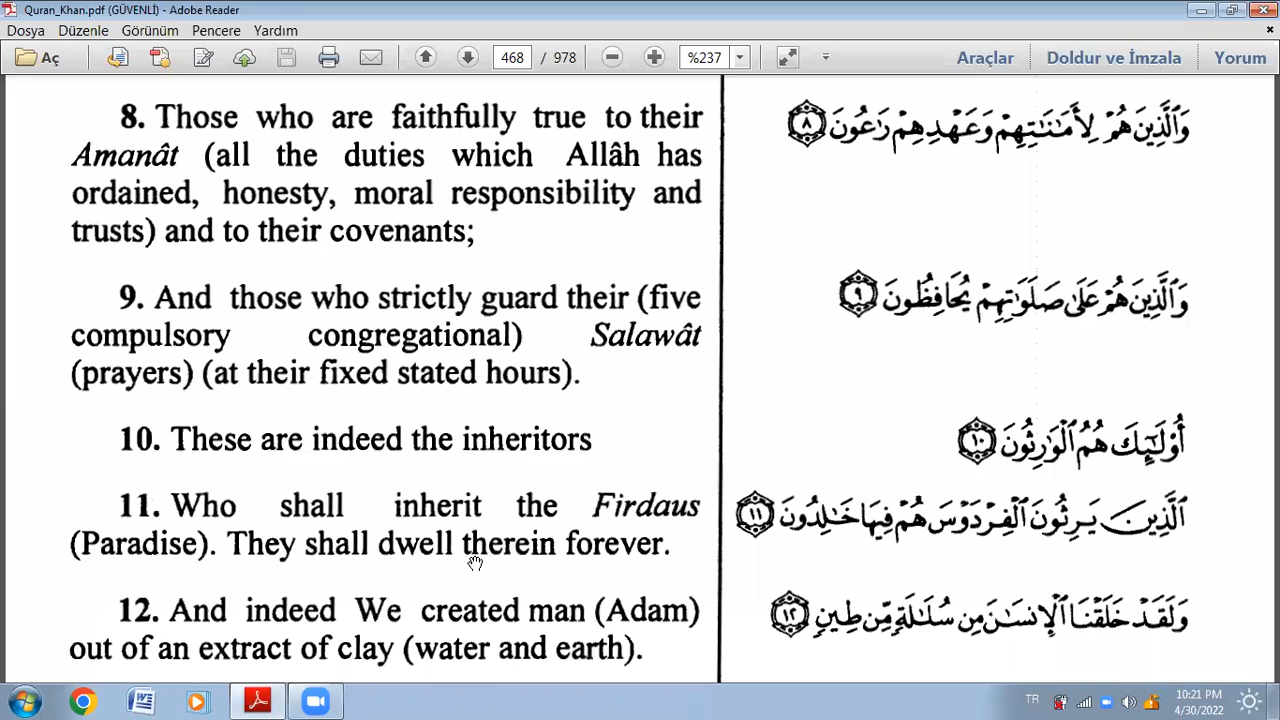 Quran_Khan.pdf (GÜVENLİ) - Adobe Reader
Dosya Düzenle Görünüm Pencere Yardım
Aç 468 / 978 %237 Araçlar Doldur ve İmzala Yorum
8. Those who are faithfully true to their
Amanât (all the duties which Allâh has
ordained, honesty, moral responsibility and
trusts) and to their covenants;
وَٱلَّذِينَ هُمْ لِأَمَـٰنَـٰتِهِمْ وَعَهْدِهِمْ رَٰعُونَ ٨
9. And those who strictly guard their (five
compulsory congregational) Salawât
(prayers) (at their fixed stated hours).
وَٱلَّذِينَ هُمْ عَلَىٰ صَلَوَٰتِهِمْ يُحَافِظُونَ ٩
10. These are indeed the inheritors
أُوْلَـٰٓئِكَ هُمُ ٱلْوَٰرِثُونَ ١٠
11. Who shall inherit the Firdaus
(Paradise). They shall dwell therein forever.
ٱلَّذِينَ يَرِثُونَ ٱلْفِرْدَوْسَ هُمْ فِيهَا خَـٰلِدُونَ ١١
12. And indeed We created man (Adam)
out of an extract of clay (water and earth).
وَلَقَدْ خَلَقْنَا ٱلْإِنسَـٰنَ مِن سُلَـٰلَةٍ مِّن طِينٍ ١٢
TR 10:21 PM
4/30/2022